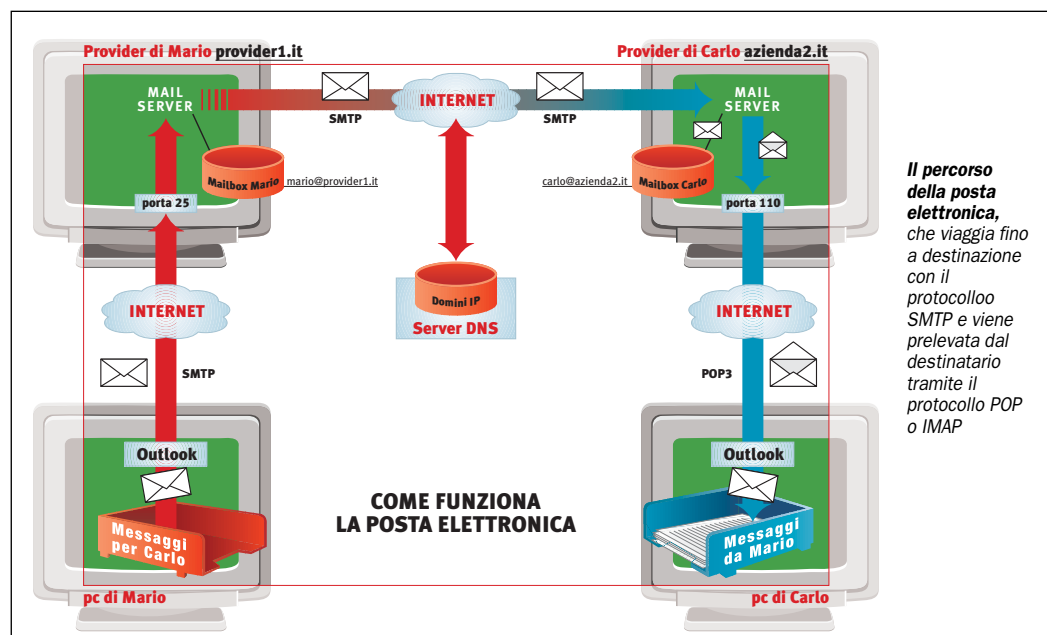 Provider di Mario provider1.it
Provider di Carlo azienda2.it
MAIL
SERVER
INTERNET
MAIL
SERVER
SMTP
SMTP
Mailbox Mario
mario@provider1.it
carlo@azienda2.it
Mailbox Carlo
porta 25
porta 110
Domini IP
Server DNS
INTERNET
INTERNET
SMTP
POP3
Outlook
Outlook
COME FUNZIONA
LA POSTA ELETTRONICA
Messaggi
per Carlo
Messaggi
da Mario
pc di Mario
pc di Carlo
Il percorso
della posta
elettronica,
che viaggia fino
a destinazione
con il
protocolloo
SMTP e viene
prelevata dal
destinatario
tramite il
protocollo POP
o IMAP